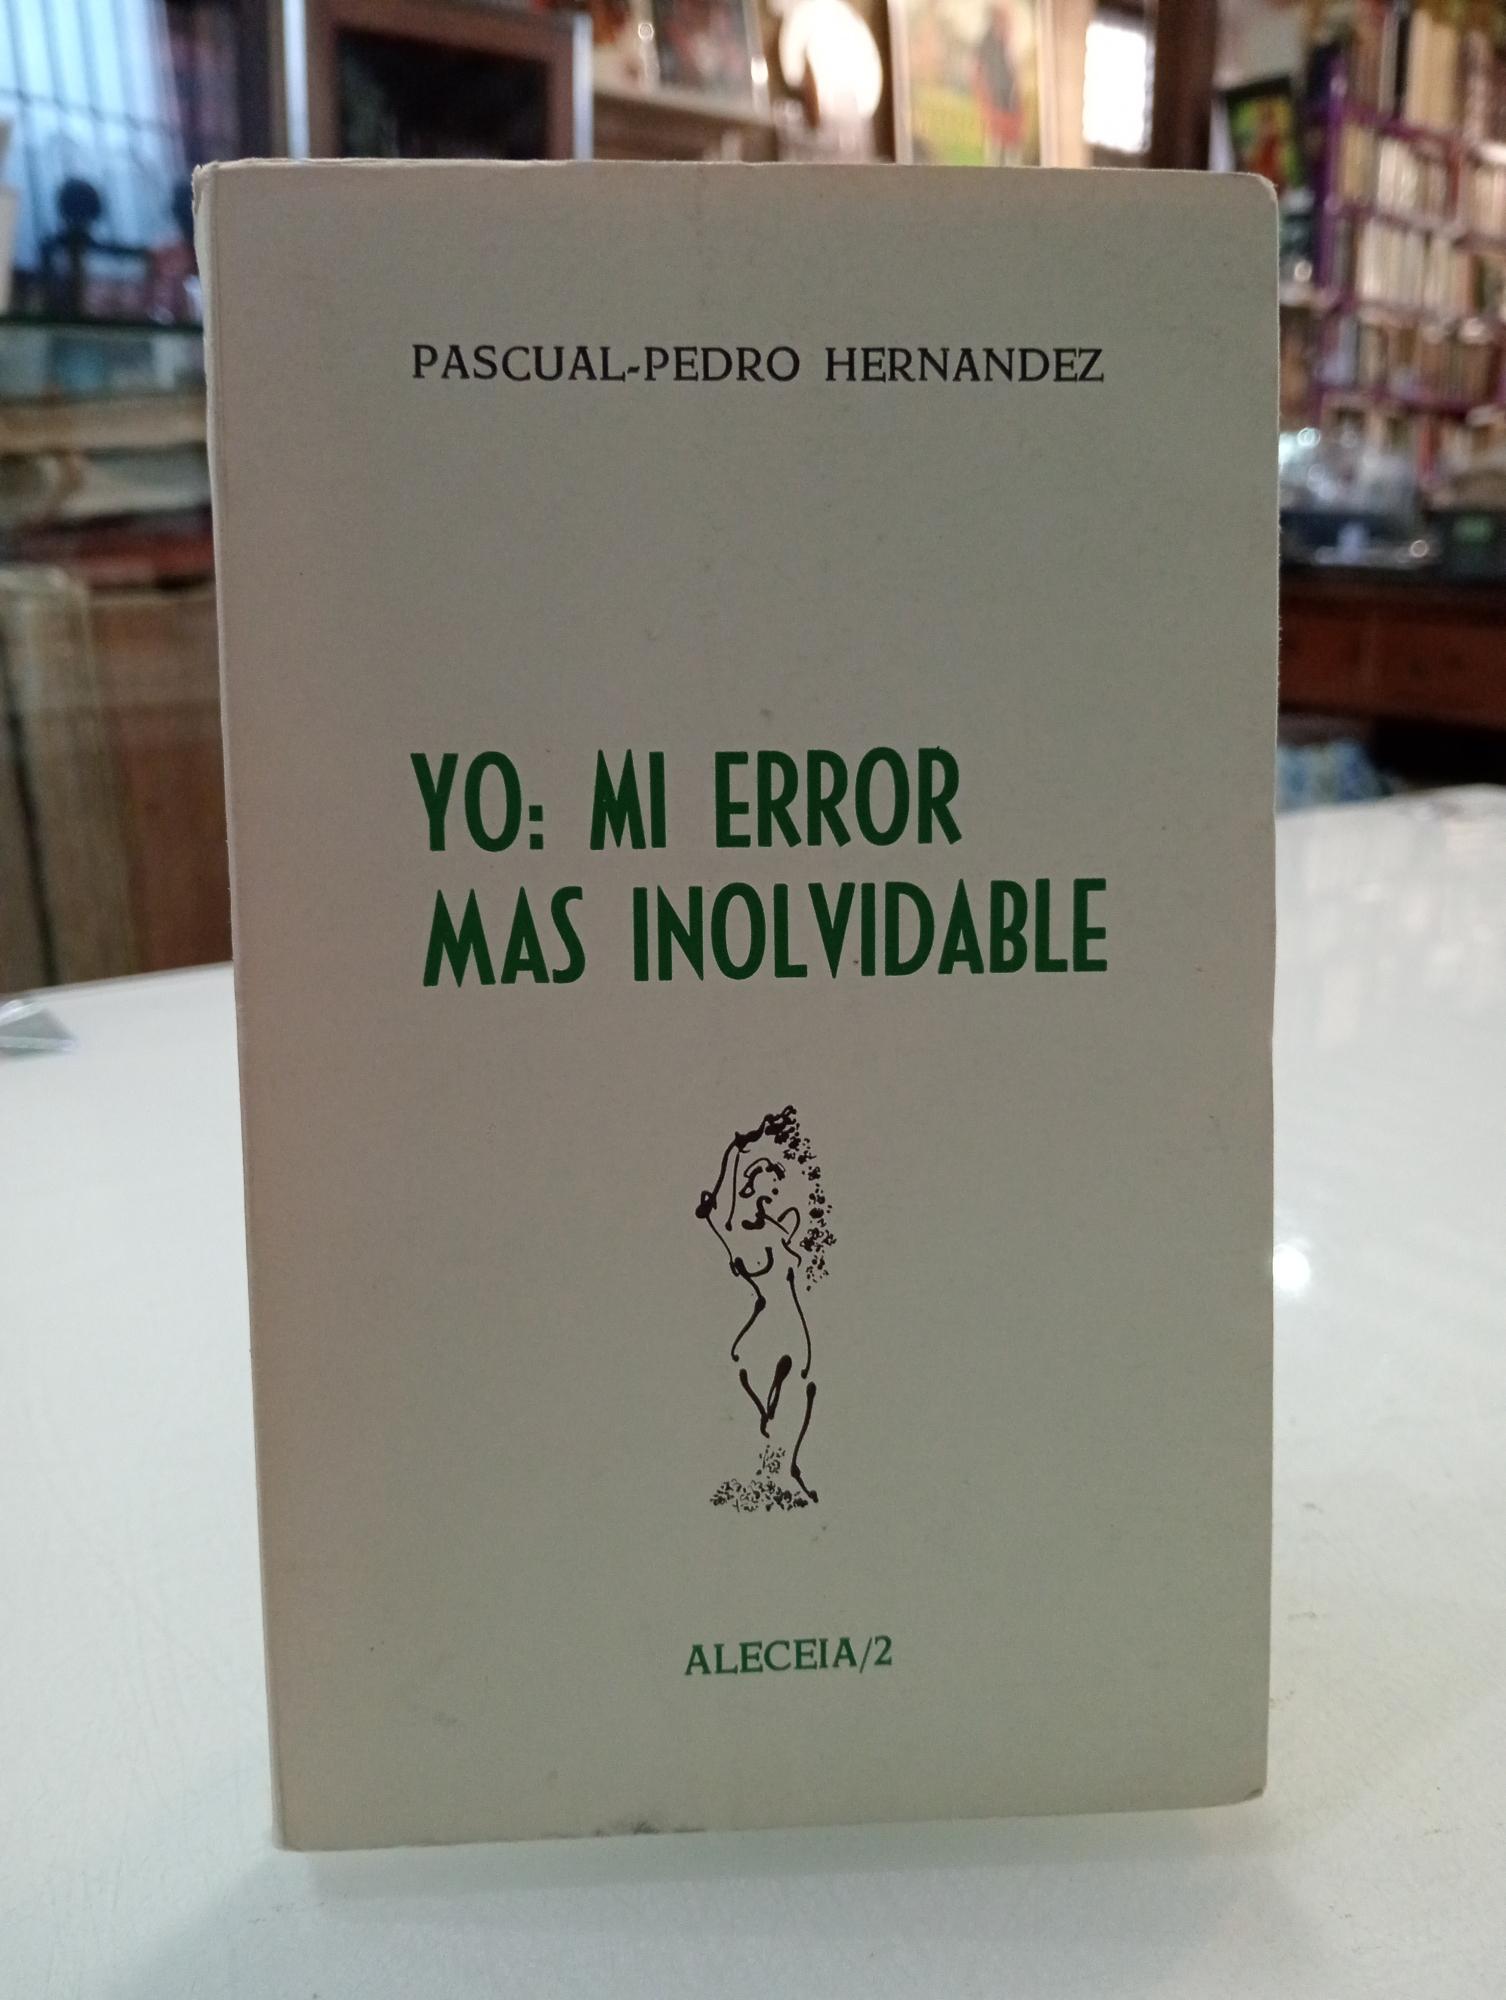 PASCUAL-PEDRO HERNANDEZ
YO: MI ERROR
MAS INOLVIDABLE
ALECEIA/2